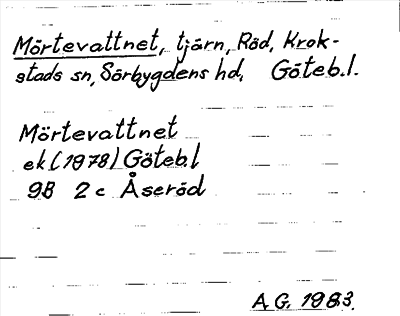 Mörtevattnet, tjärn, Röd, Krok-
stads sn, Sörbygdens hd, Göteb.l.
Mörtevattnet
ek (1978) Göteb.l
9B 2c Åseröd
A.G. 1983.